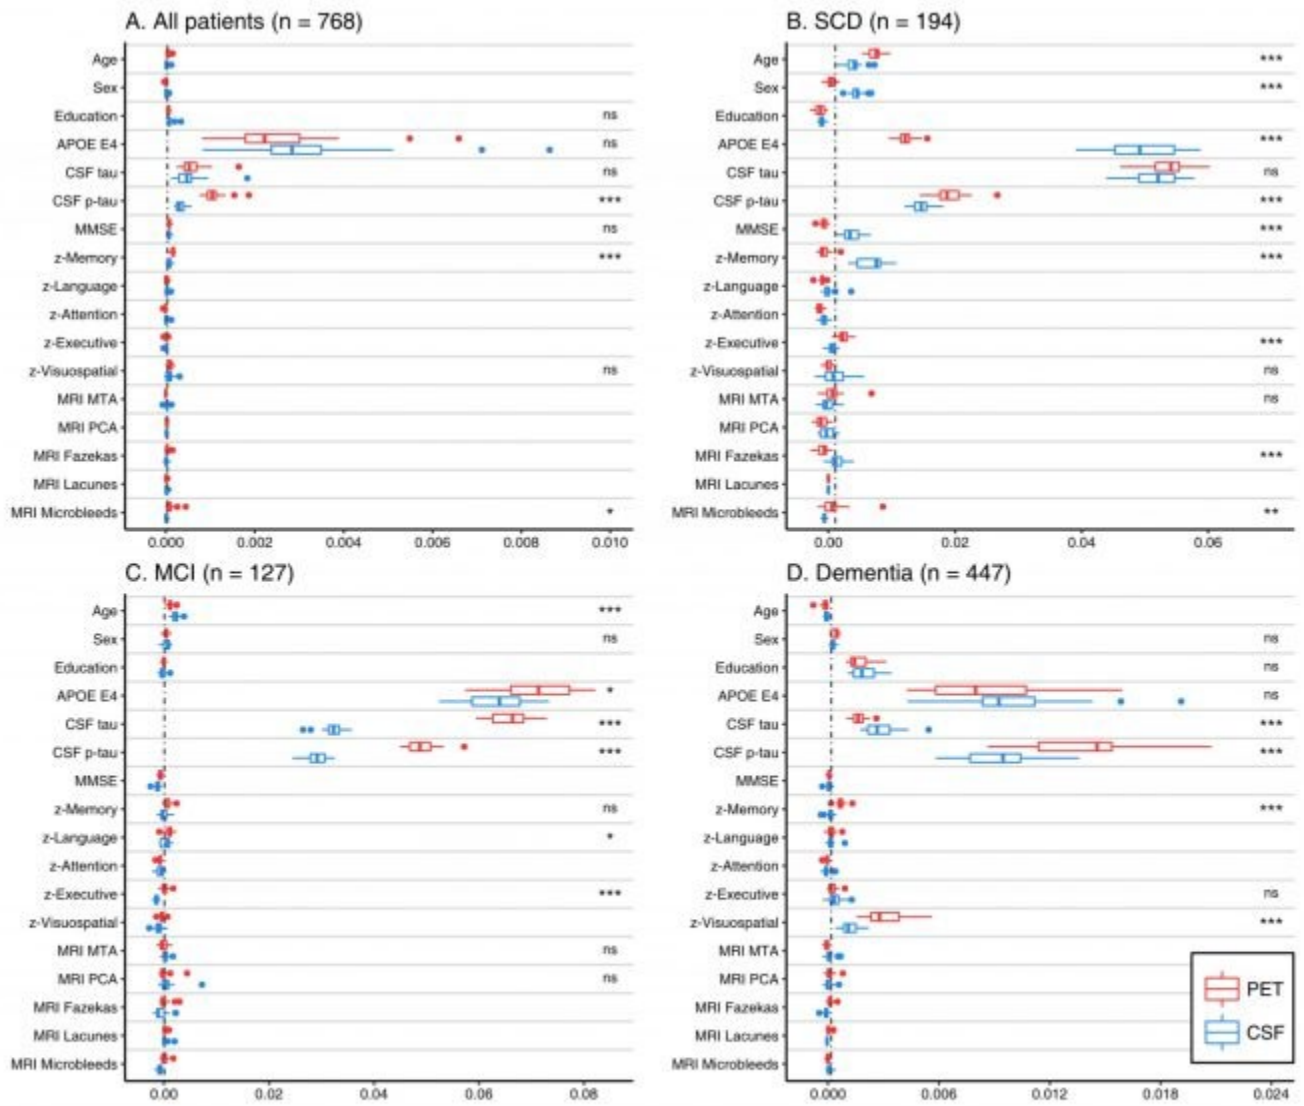 A. All patients (n = 768)
Age
Sex
Education ns
APOE E4 ns
CSF tau ns
CSF p-tau ***
MMSE ns
z-Memory ***
z-Language
z-Attention
z-Executive
z-Visuospatial ns
MRI MTA
MRI PCA
MRI Fazekas
MRI Lacunes
MRI Microbleeds *
0.000 0.002 0.004 0.006 0.008 0.010
B. SCD (n = 194)
Age ***
Sex ***
Education
APOE E4 ***
CSF tau ns
CSF p-tau ***
MMSE ***
z-Memory ***
z-Language
z-Attention
z-Executive ***
z-Visuospatial ns
MRI MTA ns
MRI PCA
MRI Fazekas ***
MRI Lacunes
MRI Microbleeds **
0.00 0.02 0.04 0.06
C. MCI (n = 127)
Age ***
Sex ns
Education
APOE E4 *
CSF tau ***
CSF p-tau ***
MMSE
z-Memory ns
z-Language *
z-Attention
z-Executive ***
z-Visuospatial
MRI MTA ns
MRI PCA ns
MRI Fazekas
MRI Lacunes
MRI Microbleeds
0.00 0.02 0.04 0.06 0.08
D. Dementia (n = 447)
Age
Sex ns
Education ns
APOE E4 ns
CSF tau ***
CSF p-tau ***
MMSE
z-Memory ***
z-Language
z-Attention
z-Executive ns
z-Visuospatial ***
MRI MTA
MRI PCA
MRI Fazekas
MRI Lacunes
MRI Microbleeds
0.000 0.006 0.012 0.018 0.024
PET
CSF